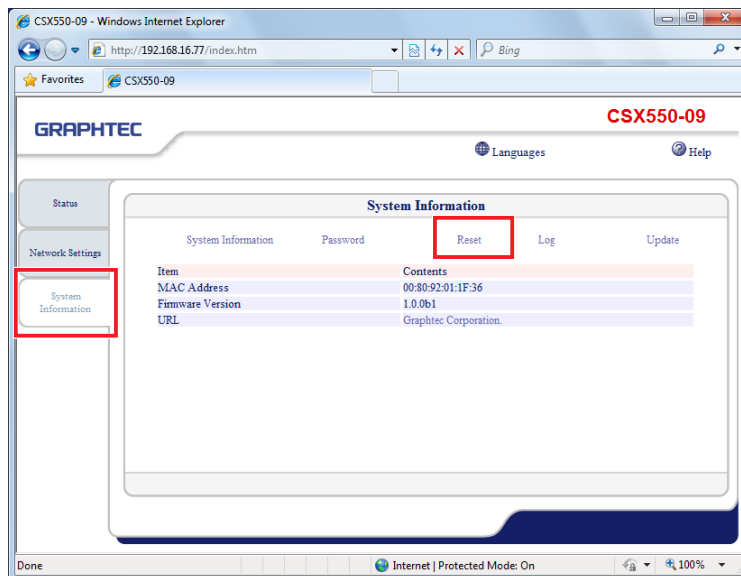 CSX550-09 - Windows Internet Explorer
http://192.168.16.77/index.htm
Bing
Favorites
CSX550-09
GRAPHTEC
CSX550-09
Languages
Help
Status
Network Settings
System
Information
System Information
System Information Password Reset Log Update
Item Contents
MAC Address 00:80:92:01:1F:36
Firmware Version 1.0.0b1
URL Graphtec Corporation.
Done
Internet | Protected Mode: On
100%